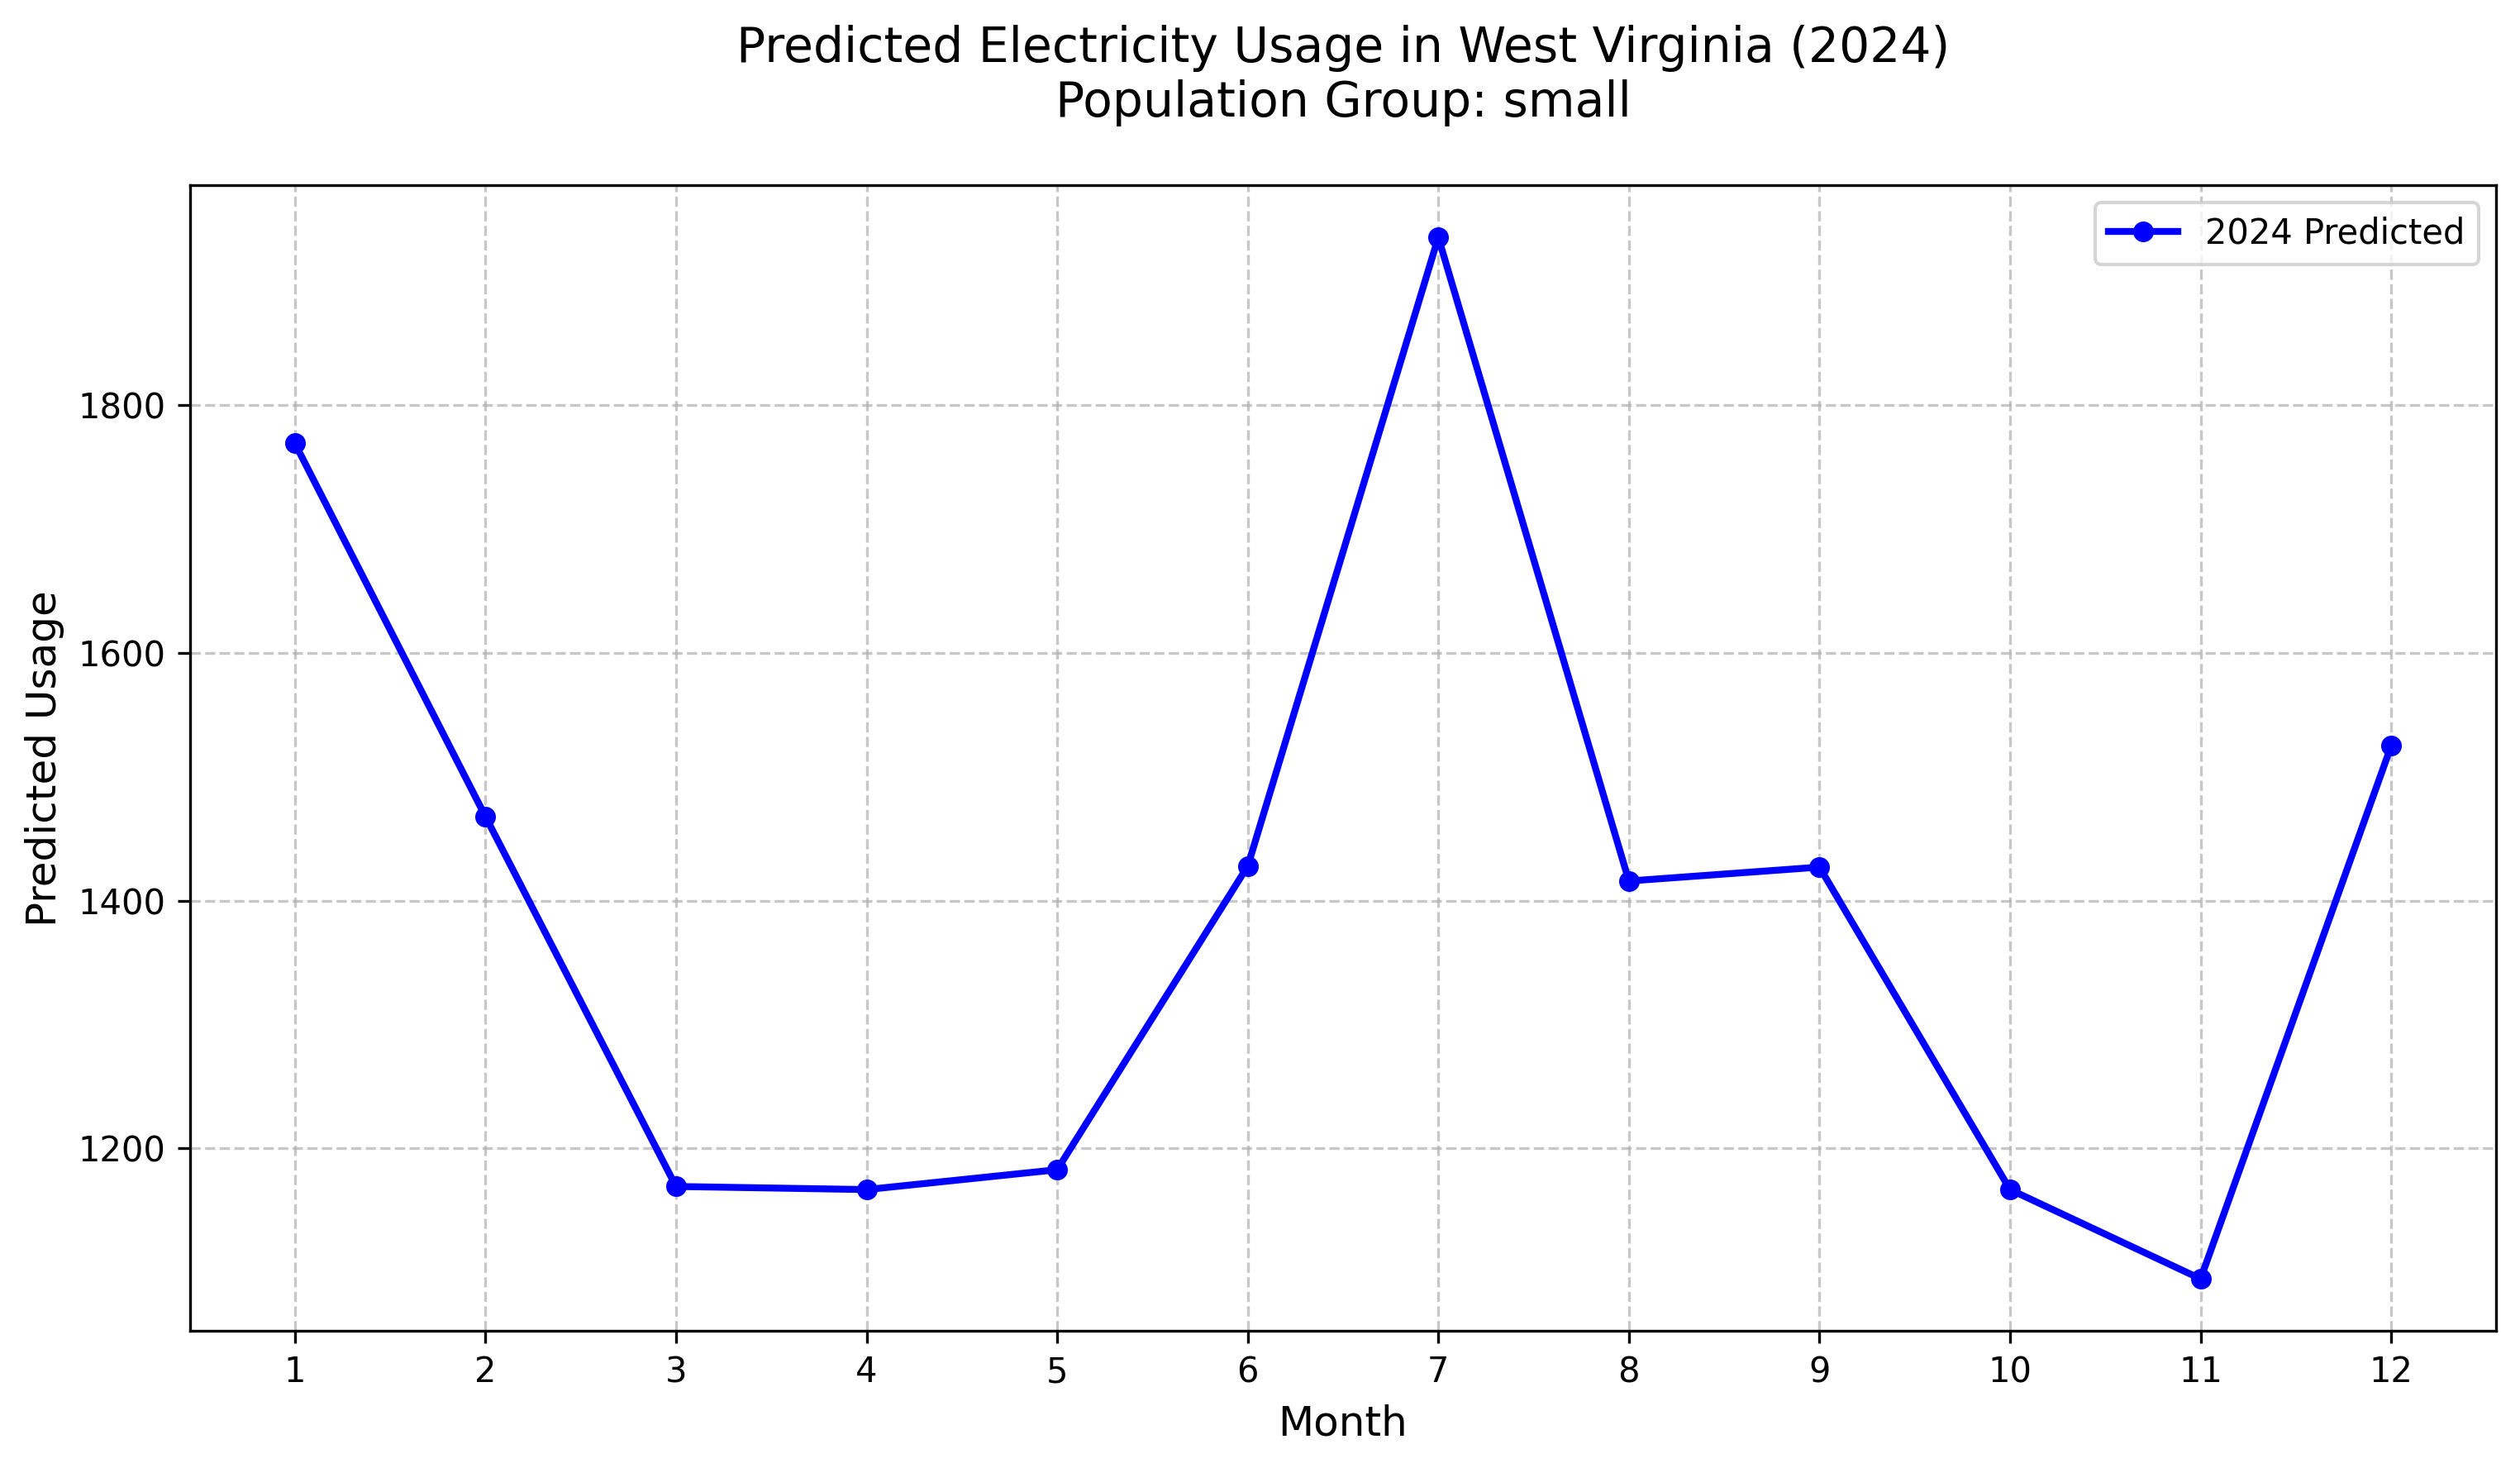 Predicted Electricity Usage in West Virginia (2024)
Population Group: small
2024 Predicted
Predicted Usage
1800
1600
1400
1200
1 2 3 4 5 6 7 8 9 10 11 12
Month